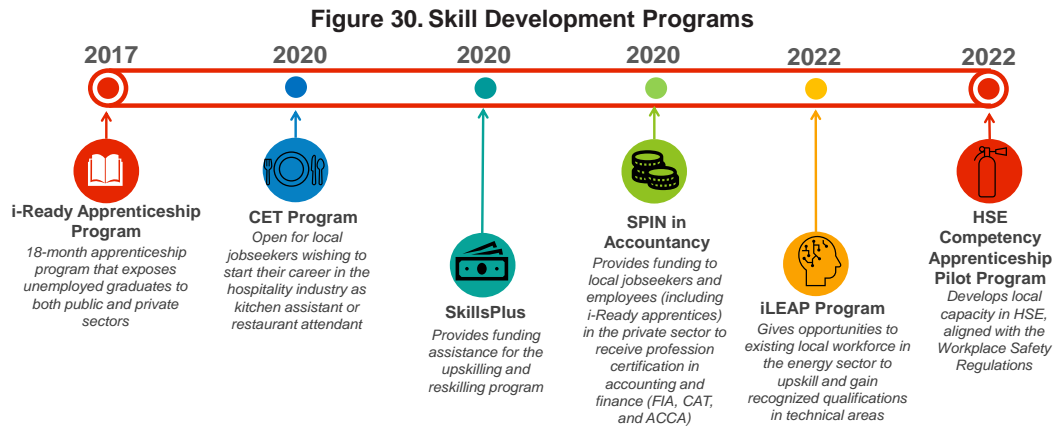 Figure 30. Skill Development Programs
2017
2020
2020
2020
2022
2022
i-Ready Apprenticeship
Program
18-month apprenticeship
program that exposes
unemployed graduates to
both public and private
sectors
CET Program
Open for local
jobseekers wishing to
start their career in the
hospitality industry as
kitchen assistant or
restaurant attendant
SkillsPlus
Provides funding
assistance for the
upskilling and
reskilling program
SPIN in
Accountancy
Provides funding to
local jobseekers and
employees (including
i-Ready apprentices)
in the private sector to
receive profession
certification in
accounting and
finance (FIA, CAT,
and ACCA)
iLEAP Program
Gives opportunities to
existing local workforce in
the energy sector to
upskill and gain
recognized qualifications
in technical areas
HSE
Competency
Apprenticeship
Pilot Program
Develops local
capacity in HSE,
aligned with the
Workplace Safety
Regulations